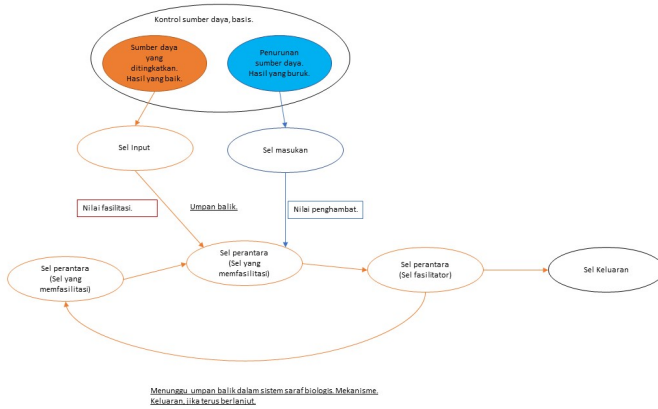 Kontrol sumber daya, basis.
Sumber daya
yang
ditingkatkan.
Hasil yang baik.
Penurunan
sumber daya.
Hasil yang buruk.
Sel Input
Sel masukan
Nilai fasilitasi.
Umpan balik.
Nilai penghambat.
Sel perantara
(Sel yang
memfasilitasi)
Sel perantara
(Sel yang
memfasilitasi)
Sel perantara
(Sel fasilitator)
Sel Keluaran
Menunggu umpan balik dalam sistem saraf biologis. Mekanisme.
Keluaran, jika terus berlanjut.